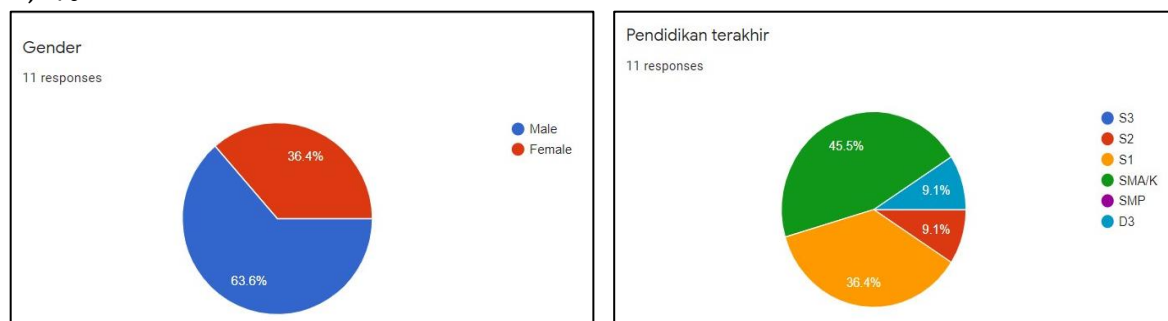 Gender
11 responses
Male
Female
36.4%
63.6%
Pendidikan terakhir
11 responses
S3
S2
S1
SMA/K
SMP
D3
45.5%
9.1%
9.1%
36.4%